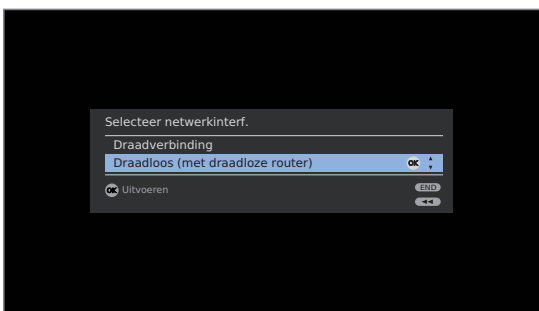 Selecteer netwerkinterf.
Draadverbinding
Draadloos (met draadloze router) OK
OK Uitvoeren
END